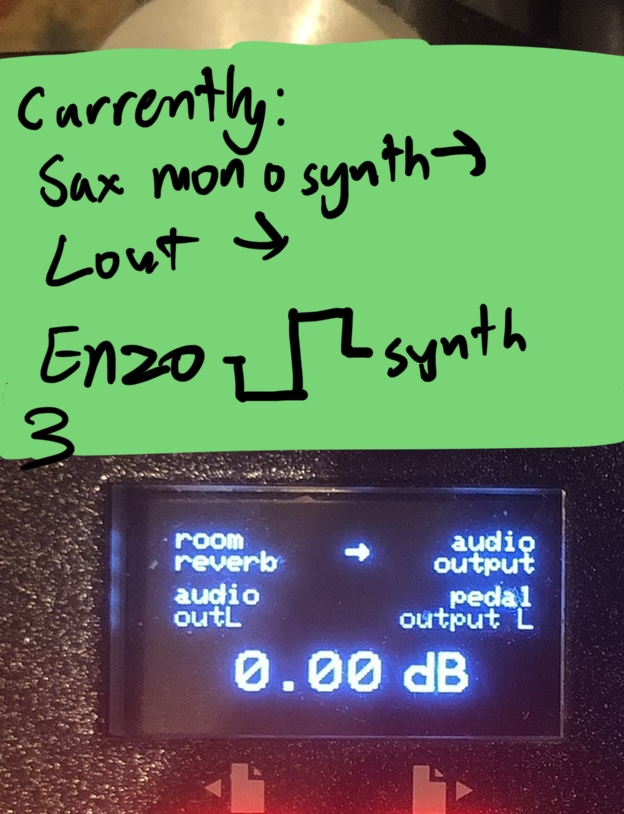 Currently:
Sax mono synth→
Lout →
Enzo synth
3
room
reverb
→
audio
output
audio
outL
pedal
output L
0.00 dB